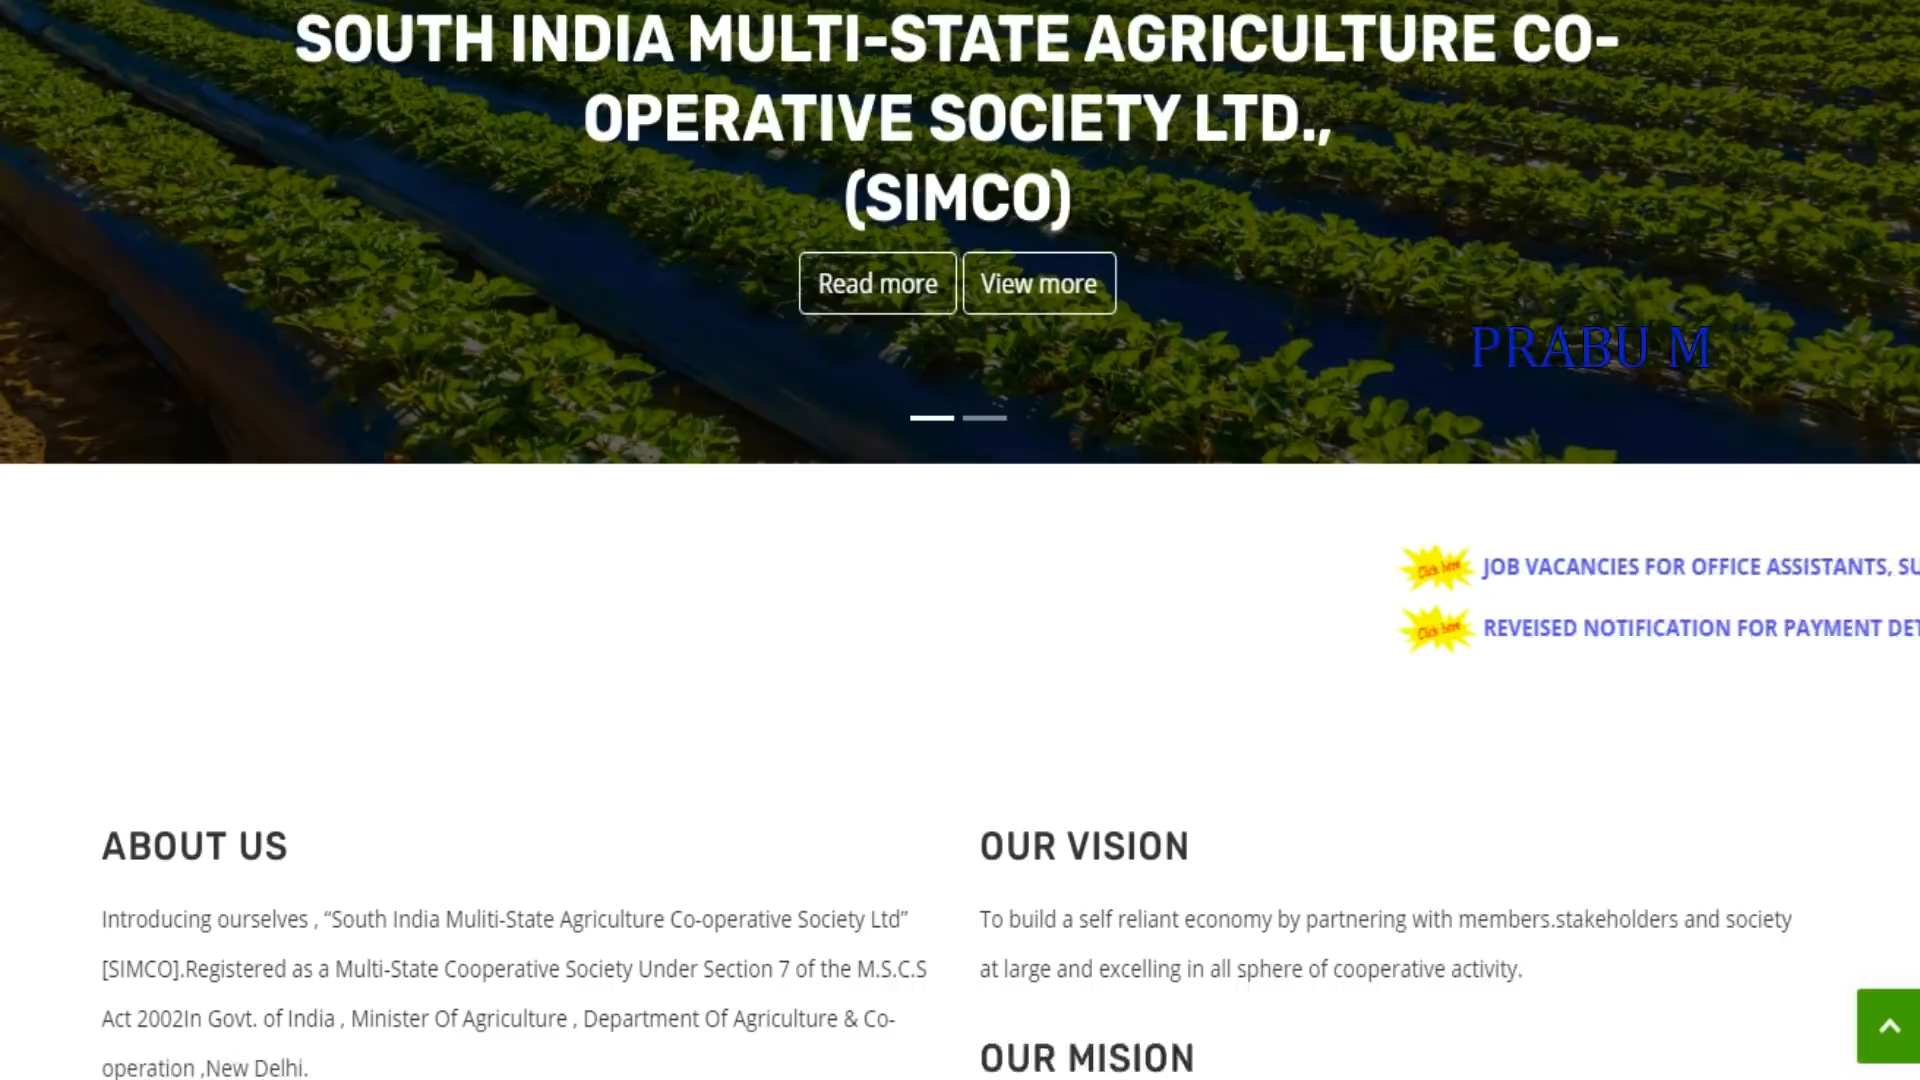 SOUTH INDIA MULTI-STATE AGRICULTURE CO-
OPERATIVE SOCIETY LTD.,
(SIMCO)
Read more View more
PRABU M
Click here JOB VACANCIES FOR OFFICE ASSISTANTS,
Click here REVEISED NOTIFICATION FOR PAYMENT
ABOUT US
Introducing ourselves , “South India Muliti-State Agriculture Co-operative Society Ltd”
[SIMCO].Registered as a Multi-State Cooperative Society Under Section 7 of the M.S.C.S
Act 2002In Govt. of India , Minister Of Agriculture , Department Of Agriculture & Co-
operation ,New Delhi.
OUR VISION
To build a self reliant economy by partnering with members.stakeholders and society
at large and excelling in all sphere of cooperative activity.
OUR MISION